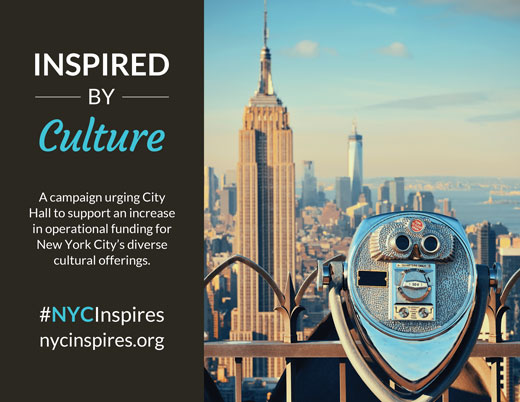 INSPIRED
BY
Culture
A campaign urging City
Hall to support an increase
in operational funding for
New York City's diverse
cultural offerings.
#NYCInspires
nycinspires.org